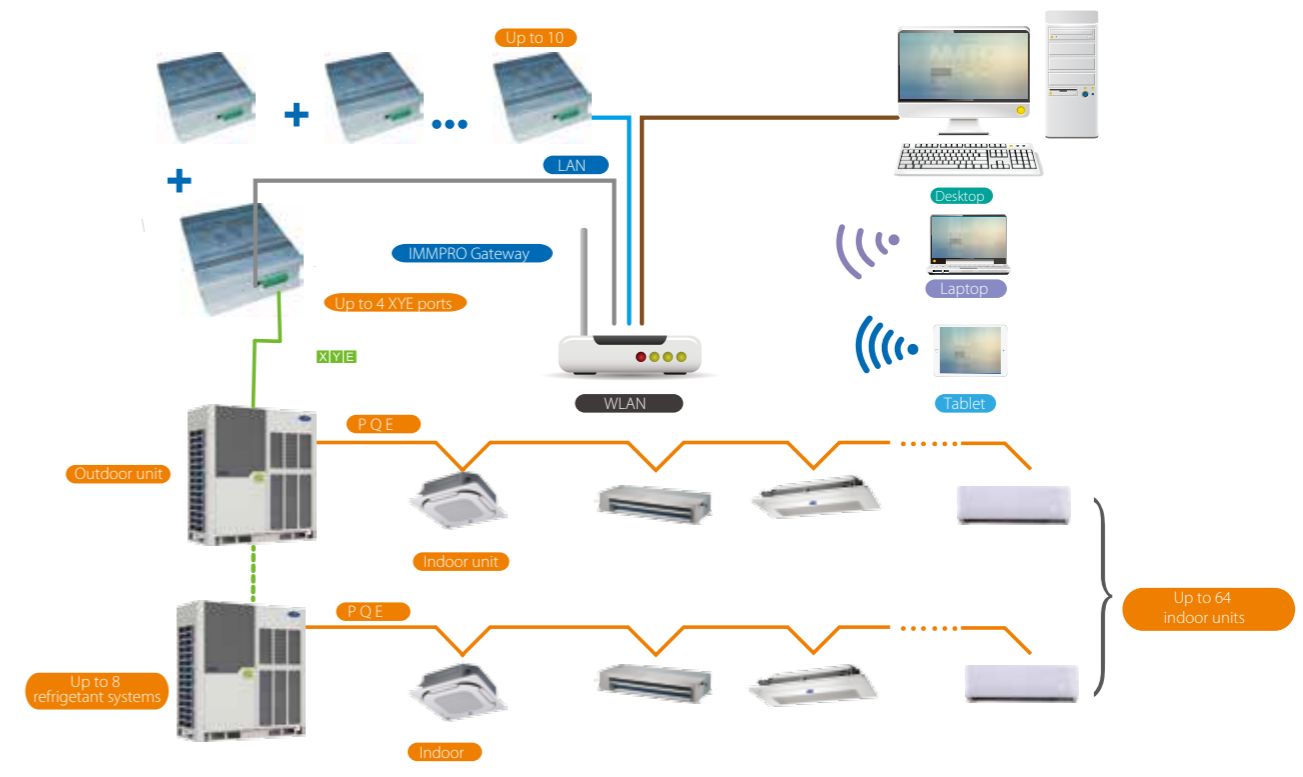 Up to 10
LAN
Desktop
IMMPRO Gateway
Laptop
Up to 4 XYE ports
X Y E
WLAN
Tablet
P Q E
Outdoor unit
Indoor unit
P Q E
Up to 64
indoor units
Up to 8
refrigetant systems
Indoor